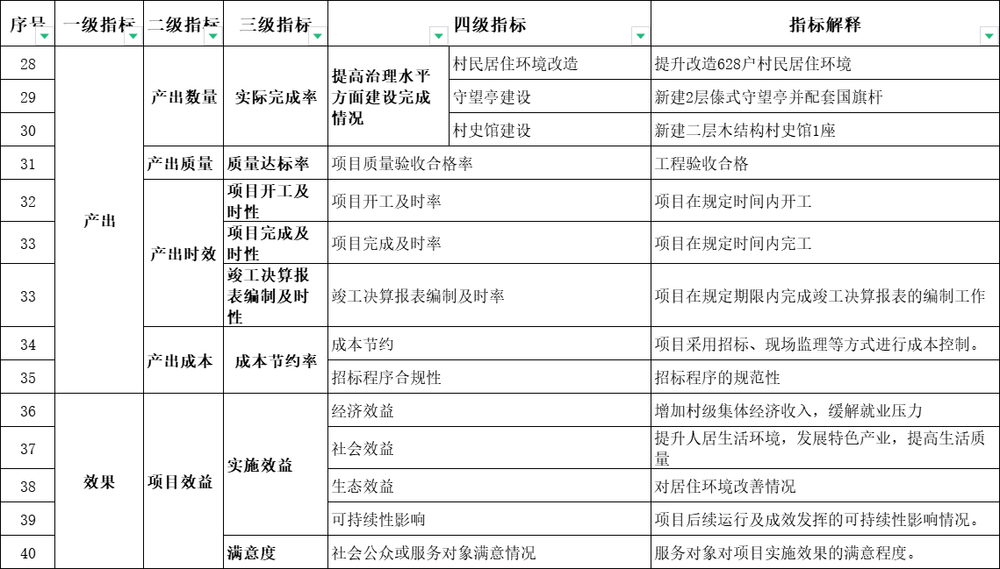 序号 一级指标 二级指标 三级指标 四级指标 指标解释
28 产出 产出数量 实际完成率 提高治理水平方面建设完成情况 村民居住环境改造 提升改造628户村民居住环境
29 守望亭建设 新建2层傣式守望亭并配套国旗杆
30 村史馆建设 新建二层木结构村史馆1座
31 产出质量 质量达标率 项目质量验收合格率 工程验收合格
32 产出时效 项目开工及时性 项目开工及时率 项目在规定时间内开工
33 项目完成及时性 项目完成及时率 项目在规定时间内完工
33 竣工决算报表编制及时性 竣工决算报表编制及时率 项目在规定期限内完成竣工决算报表的编制工作
34 产出成本 成本节约率 成本节约 项目采用招标、现场监理等方式进行成本控制。
35 招标程序合规性 招标程序的规范性
36 效果 项目效益 实施效益 经济效益 增加村级集体经济收入，缓解就业压力
37 社会效益 提升人居生活环境，发展特色产业，提高生活质量
38 生态效益 对居住环境改善情况
39 可持续性影响 项目后续运行及成效发挥的可持续性影响情况。
40 满意度 社会公众或服务对象满意情况 服务对象对项目实施效果的满意程度。